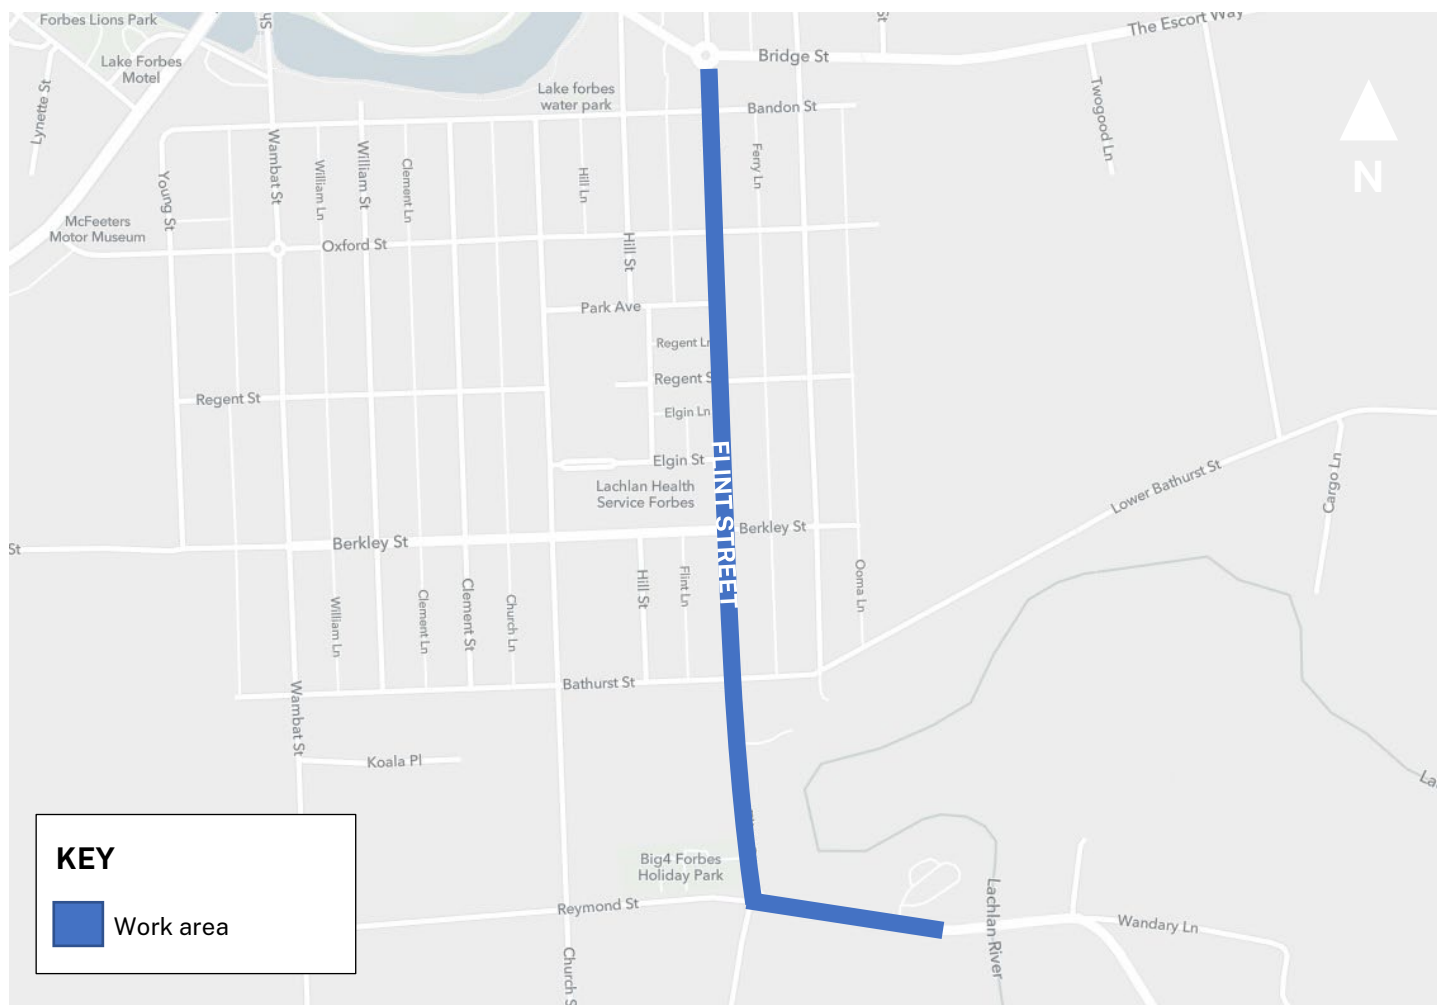 Forbes Lions Park
Sh
St
The Escort Way
Bridge St
Lake Forbes
Motel
Lynette St
Lake forbes
water park
Bandon St
Twogood Ln
N
Wambat St
William Ln
William St
Clement Ln
Young St
Hill Ln
Ferry Ln
McFeeters
Motor Museum
Oxford St
Hill St
Park Ave
Regent Ln
Regent S
Regent St
Elgin Ln
Elgin St
FLINT STREET
Lachlan Health
Service Forbes
Lower Bathurst St
Cargo Ln
St
Berkley St
Berkley St
William Ln
Clement Ln
Clement St
Church Ln
Hill St
Flint Ln
Ooma Ln
Bathurst St
Wambat St
Koala Pl
La
KEY
Work area
Big4 Forbes
Holiday Park
Reymond St
Church S
Lachlan River
Wandary Ln